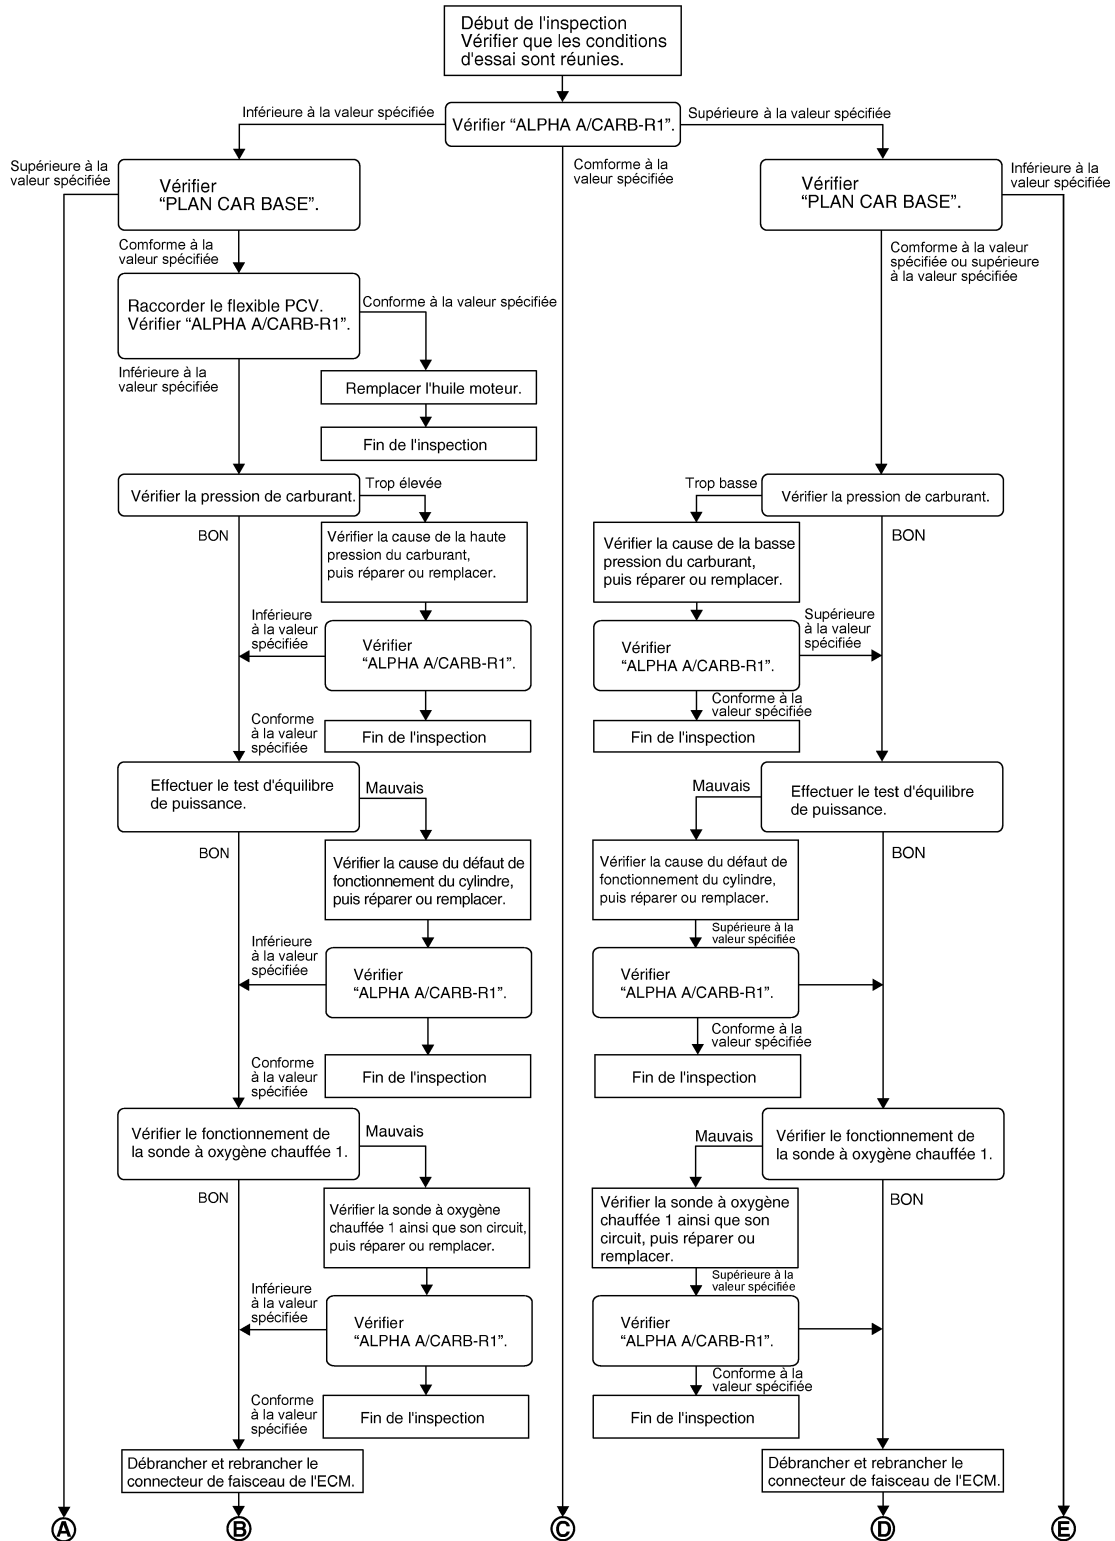 Début de l'inspection
Vérifier que les conditions
d'essai sont réunies.
Inférieure à la valeur spécifiée
Vérifier “ALPHA A/CARB-R1”.
Supérieure à la valeur spécifiée
Supérieure à la
valeur spécifiée
Vérifier
“PLAN CAR BASE”.
Comforme à la
valeur spécifiée
Vérifier
“PLAN CAR BASE”.
Inférieure à la
valeur spécifiée
Comforme à la
valeur spécifiée
Comforme à la valeur
spécifiée ou supérieure
à la valeur spécifiée
Raccorder le flexible PCV.
Vérifier “ALPHA A/CARB-R1”.
Conforme à la valeur spécifiée
Inférieure à la
valeur spécifiée
Remplacer l'huile moteur.
Fin de l'inspection
Vérifier la pression de carburant.
Trop élevée
Trop basse
Vérifier la pression de carburant.
BON
Vérifier la cause de la haute
pression du carburant,
puis réparer ou remplacer.
Vérifier la cause de la basse
pression du carburant,
puis réparer ou remplacer.
BON
Inférieure
à la valeur
spécifiée
Vérifier
“ALPHA A/CARB-R1”.
Vérifier
“ALPHA A/CARB-R1”.
Supérieure
à la valeur
spécifiée
Conforme
à la valeur
spécifiée
Fin de l'inspection
Conforme à la
valeur spécifiée
Fin de l'inspection
Effectuer le test d'équilibre
de puissance.
Mauvais
Mauvais
Effectuer le test d'équilibre
de puissance.
BON
Vérifier la cause du défaut de
fonctionnement du cylindre,
puis réparer ou remplacer.
Vérifier la cause du défaut de
fonctionnement du cylindre,
puis réparer ou remplacer.
BON
Inférieure
à la valeur
spécifiée
Vérifier
“ALPHA A/CARB-R1”.
Supérieure à la
valeur spécifiée
Vérifier
“ALPHA A/CARB-R1”.
Conforme
à la valeur
spécifiée
Fin de l'inspection
Conforme à la
valeur spécifiée
Fin de l'inspection
Vérifier le fonctionnement de
la sonde à oxygène chauffée 1.
Mauvais
Mauvais
Vérifier le fonctionnement de
la sonde à oxygène chauffée 1.
BON
Vérifier la sonde à oxygène
chauffée 1 ainsi que son circuit,
puis réparer ou remplacer.
Vérifier la sonde à oxygène
chauffée 1 ainsi que son
circuit, puis réparer ou
remplacer.
BON
Inférieure
à la valeur
spécifiée
Vérifier
“ALPHA A/CARB-R1”.
Supérieure à la
valeur spécifiée
Vérifier
“ALPHA A/CARB-R1”.
Conforme
à la valeur
spécifiée
Fin de l'inspection
Conforme à la
valeur spécifiée
Fin de l'inspection
Débrancher et rebrancher le
connecteur de faisceau de l'ECM.
Débrancher et rebrancher le
connecteur de faisceau de l'ECM.
A
B
C
D
E